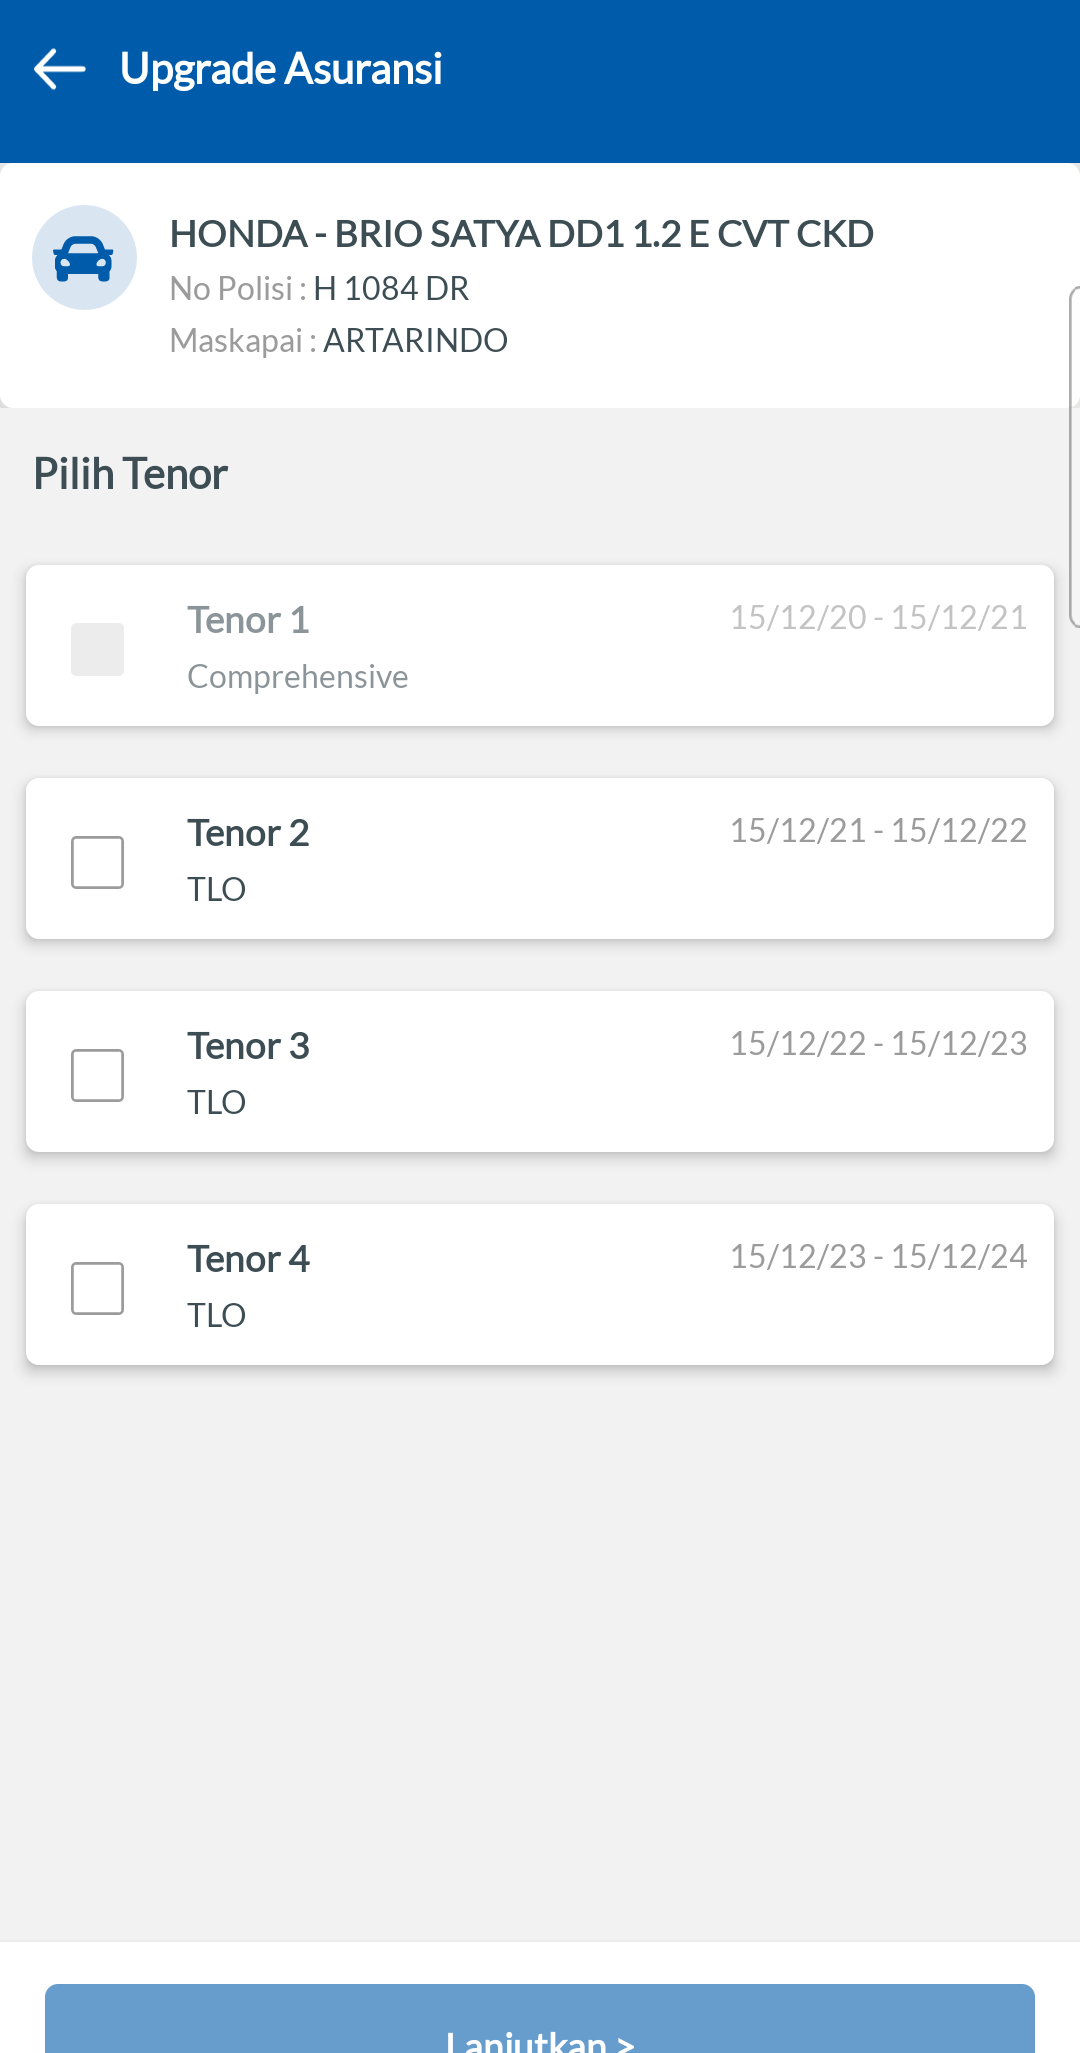 Upgrade Asuransi
HONDA - BRIO SATYA DD1 1.2 E CVT CKD
No Polisi : H 1084 DR
Maskapai : ARTARINDO
Pilih Tenor
Tenor 1 15/12/20 - 15/12/21
Comprehensive
Tenor 2 15/12/21 - 15/12/22
TLO
Tenor 3 15/12/22 - 15/12/23
TLO
Tenor 4 15/12/23 - 15/12/24
TLO
Lanjutkan >